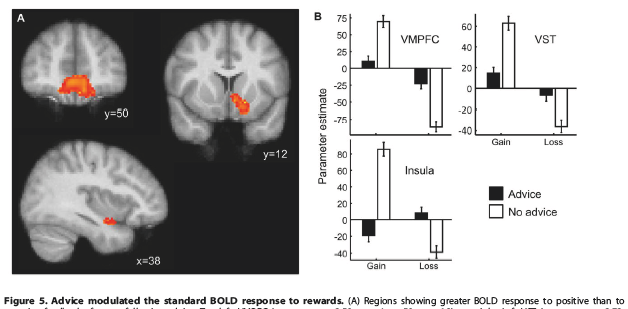 A
y=50
y=12
x=38
B
Parameter estimate
75
50
25
0
-25
-50
-75
VMPFC
60
40
20
0
-20
-40
VST
Gain
Loss
80
60
40
20
0
-20
-40
Insula
Gain
Loss
Advice
No advice
Figure 5. Advice modulated the standard BOLD response to rewards. (A) Regions showing greater BOLD response to positive than to